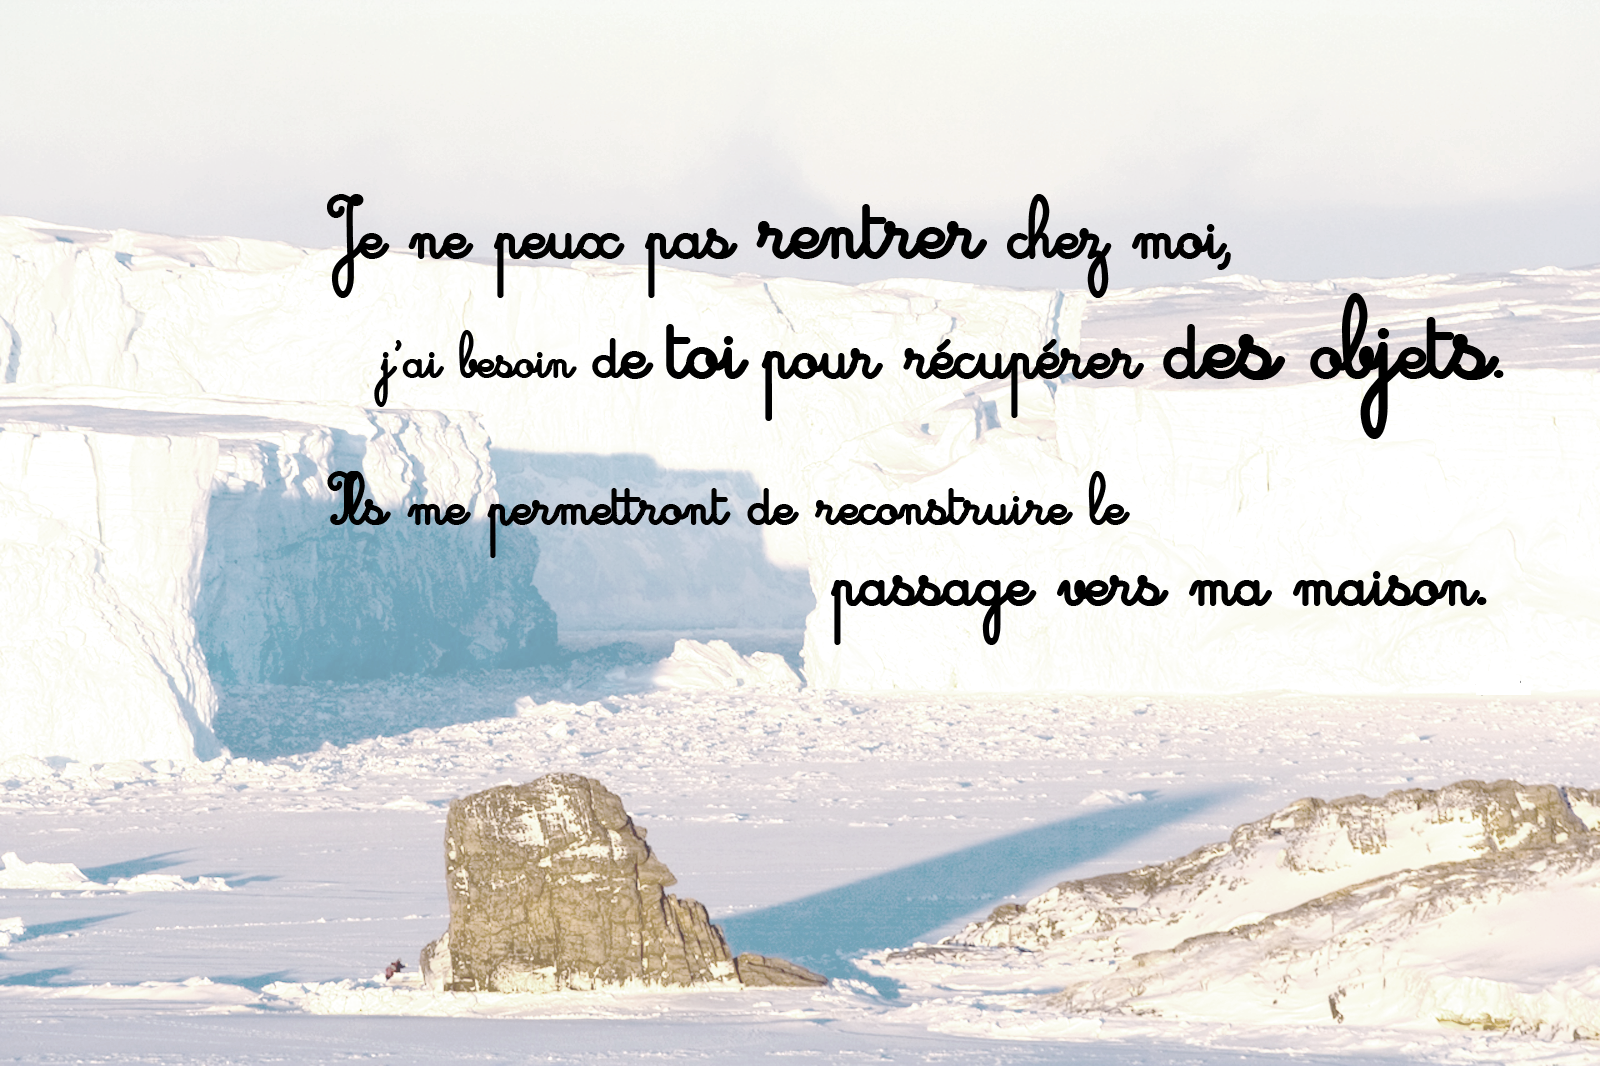 Je ne peux pas rentrer chez moi,
j'ai besoin de toi pour récupérer des objets.
Ils me permettront de reconstruire le
passage vers ma maison.